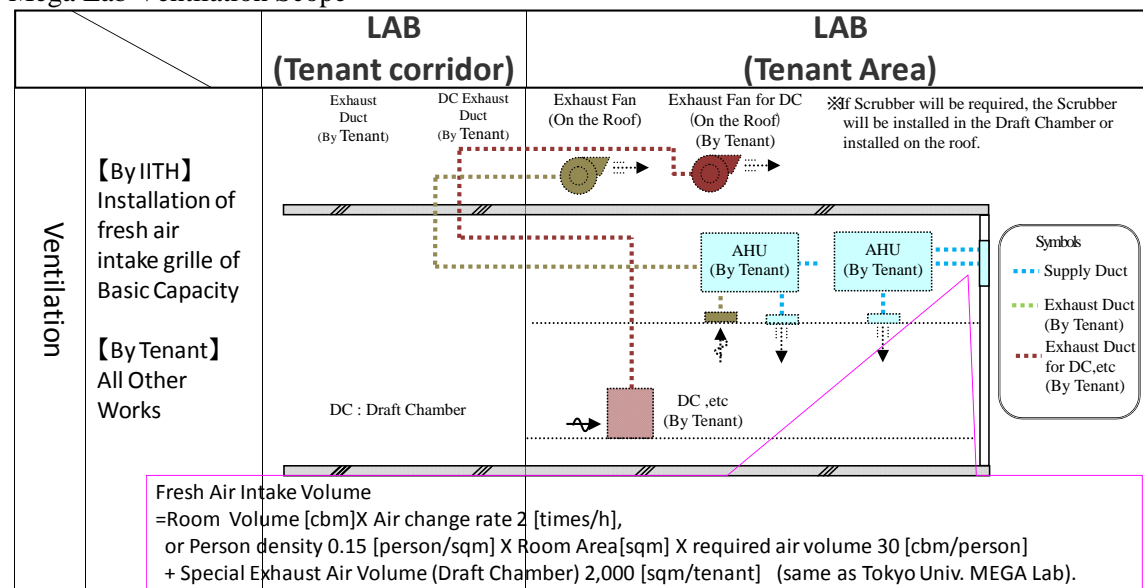 Mega Lab Ventilation Scope
LAB
(Tenant corridor)
LAB
(Tenant Area)
Ventilation
【By IITH】
Installation of
fresh air
intake grille of
Basic Capacity
【By Tenant】
All Other
Works
Exhaust
Duct
(By Tenant)
DC Exhaust
Duct
(By Tenant)
Exhaust Fan
(On the Roof)
Exhaust Fan for DC
(On the Roof)
(By Tenant)
※If Scrubber will be required, the Scrubber
will be installed in the Draft Chamber or
installed on the roof.
AHU
(By Tenant)
AHU
(By Tenant)
DC : Draft Chamber
DC ,etc
(By Tenant)
Symbols
Supply Duct
Exhaust Duct
(By Tenant)
Exhaust Duct
for DC,etc
(By Tenant)
Fresh Air Intake Volume
=Room Volume [cbm]X Air change rate 2 [times/h],
or Person density 0.15 [person/sqm] X Room Area[sqm] X required air volume 30 [cbm/person]
+ Special Exhaust Air Volume (Draft Chamber) 2,000 [sqm/tenant] (same as Tokyo Univ. MEGA Lab).